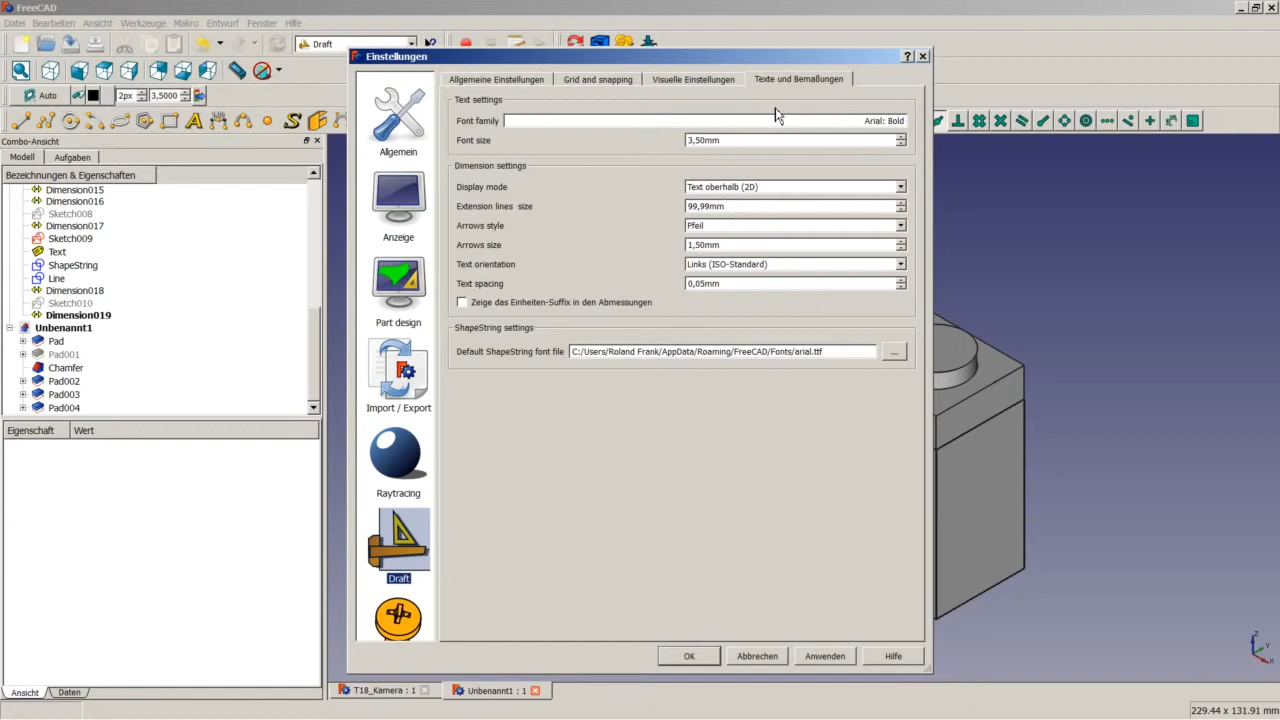 FreeCAD
Datei Bearbeiten Ansicht Werkzeuge Makro Entwurf Fenster Hilfe
Draft
Auto
2px
3,5000
Combo-Ansicht
Modell
Aufgaben
Bezeichnungen & Eigenschaften
Dimension015
Dimension016
Sketch008
Dimension017
Sketch009
Text
ShapeString
Line
Dimension018
Sketch010
Dimension019
Unbenannt1
Pad
Pad001
Chamfer
Pad002
Pad003
Pad004
Eigenschaft
Wert
Ansicht
Daten
Einstellungen
Allgemein
Anzeige
Part design
Import / Export
Raytracing
Draft
Allgemeine Einstellungen
Grid and snapping
Visuelle Einstellungen
Texte und Bemaßungen
Text settings
Font family
Arial: Bold
Font size
3,50mm
Dimension settings
Display mode
Text oberhalb (2D)
Extension lines size
99,99mm
Arrows style
Pfeil
Arrows size
1,50mm
Text orientation
Links (ISO-Standard)
Text spacing
0,05mm
Zeige das Einheiten-Suffix in den Abmessungen
ShapeString settings
Default ShapeString font file
C:/Users/Roland Frank/AppData/Roaming/FreeCAD/Fonts/arial.ttf
...
OK
Abbrechen
Anwenden
Hilfe
T18_Kamera : 1
Unbenannt1 : 1
Z
Y
X
229.44 x 131.91 mm